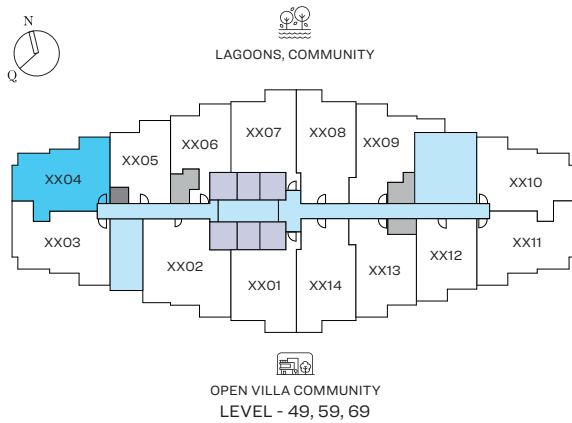 N
Q
LAGOONS, COMMUNITY
XX07
XX08
XX06
XX09
XX05
XX04
XX10
XX03
XX02
XX01
XX14
XX13
XX12
XX11
OPEN VILLA COMMUNITY
LEVEL - 49, 59, 69